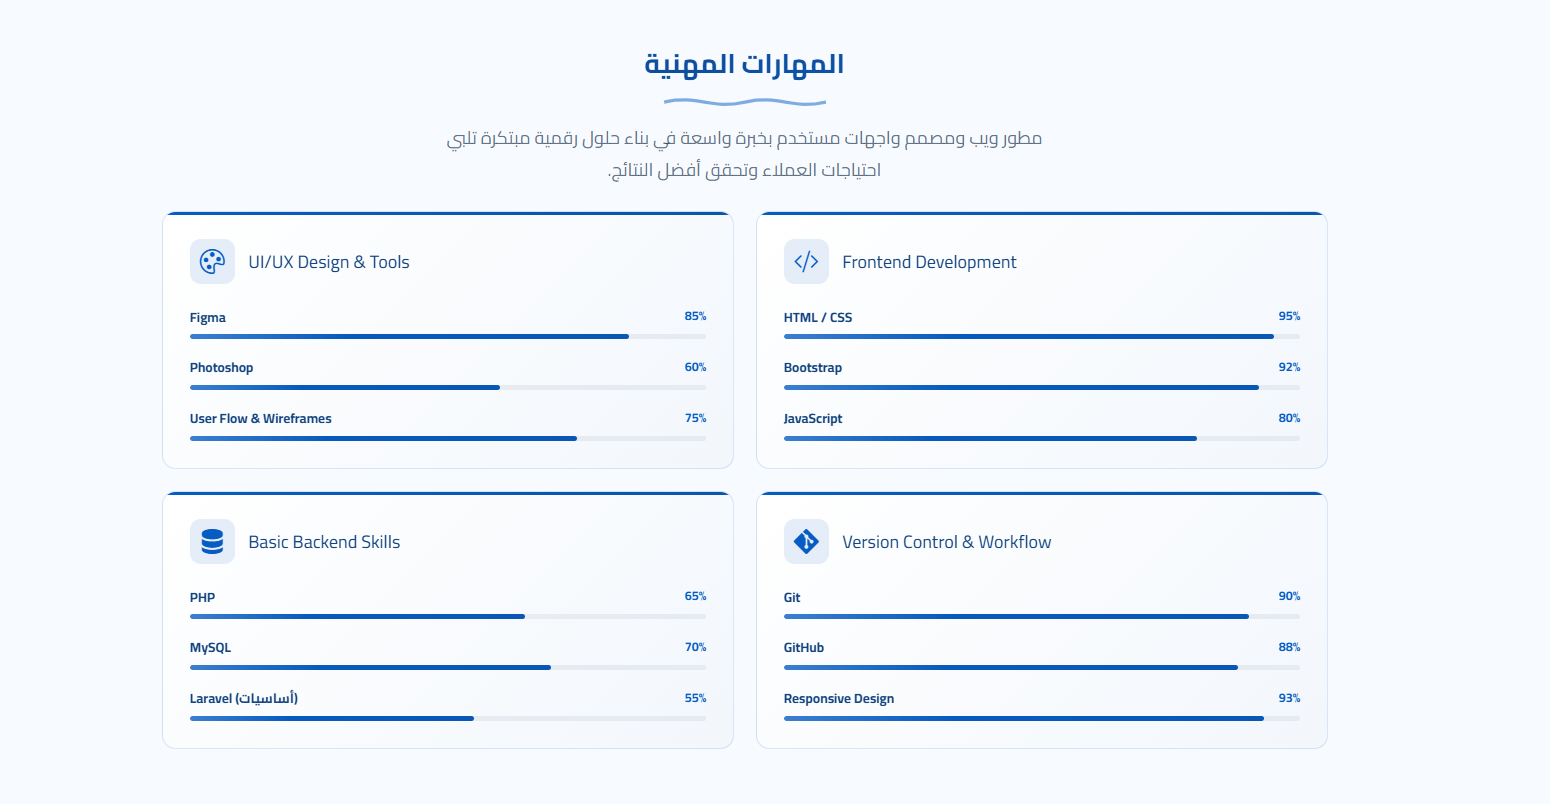 المهارات المهنية
مطور ويب ومصمم واجهات مستخدم بخبرة واسعة في بناء حلول رقمية مبتكرة تلبي
احتياجات العملاء وتحقق أفضل النتائج.
Frontend Development
HTML / CSS 95%
Bootstrap 92%
JavaScript 80%
UI/UX Design & Tools
Figma 85%
Photoshop 60%
User Flow & Wireframes 75%
Version Control & Workflow
Git 90%
GitHub 88%
Responsive Design 93%
Basic Backend Skills
PHP 65%
MySQL 70%
Laravel (أساسيات) 55%